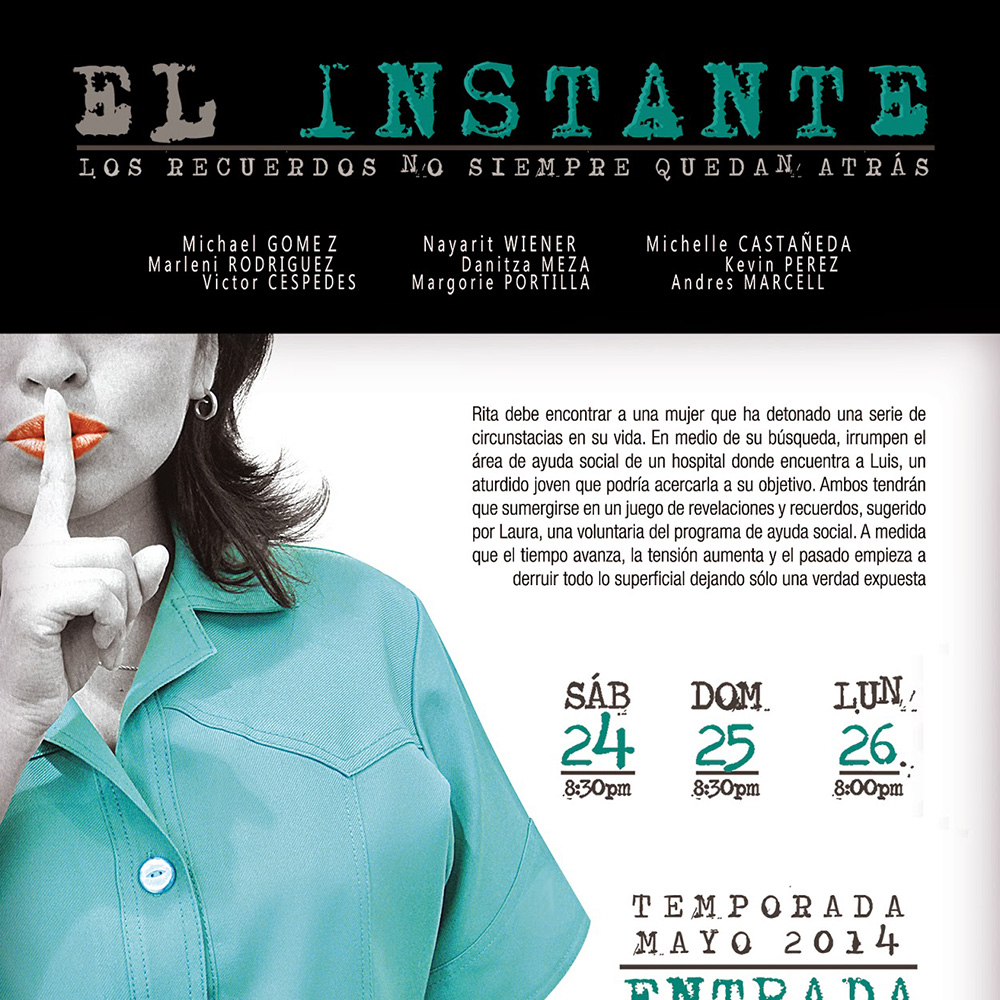 EL INSTANTE
LOS RECUERDOS NO SIEMPRE QUEDAN ATRÁS
Michael GOMEZ Nayarit WIENER Michelle CASTAÑEDA
Marleni RODRIGUEZ Danitza MEZA Kevin PEREZ
Victor CESPEDES Margorie PORTILLA Andres MARCELL
Rita debe encontrar a una mujer que ha detonado una serie de
circunstacias en su vida. En medio de su búsqueda, irrumpen el
área de ayuda social de un hospital donde encuentra a Luis, un
aturdido joven que podría acercarla a su objetivo. Ambos tendrán
que sumergirse en un juego de revelaciones y recuerdos, sugerido
por Laura, una voluntaria del programa de ayuda social. A medida
que el tiempo avanza, la tensión aumenta y el pasado empieza a
derruir todo lo superficial dejando sólo una verdad expuesta
SÁB DOM LUN
24 25 26
8:30pm 8:30pm 8:00pm
TEMPORADA
MAYO 2014
ENTRADA